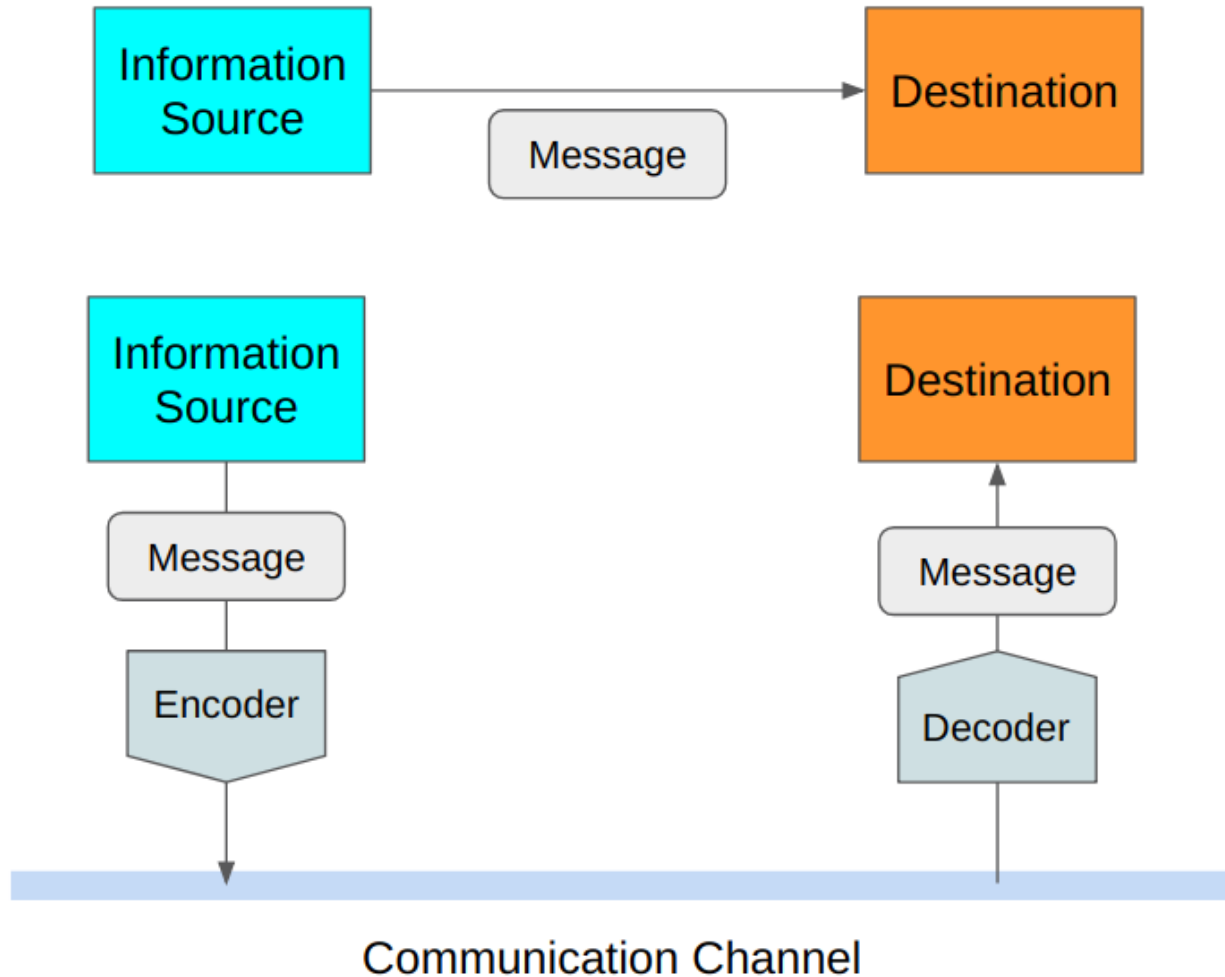 Information
Source
Destination
Message
Information
Source
Destination
Message
Message
Encoder
Decoder
Communication Channel